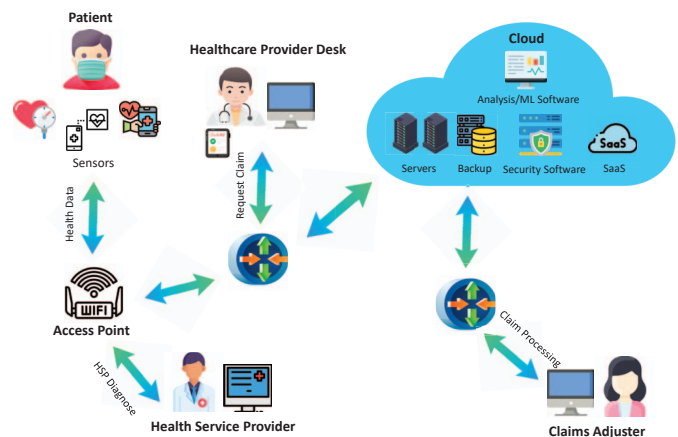 Patient
Healthcare Provider Desk
Cloud
Analysis/ML Software
Sensors
Servers
Backup
Security Software
SaaS
SaaS
Health Data
Request Claim
WIFI
Access Point
HSP Diagnose
Claim Processing
Health Service Provider
Claims Adjuster